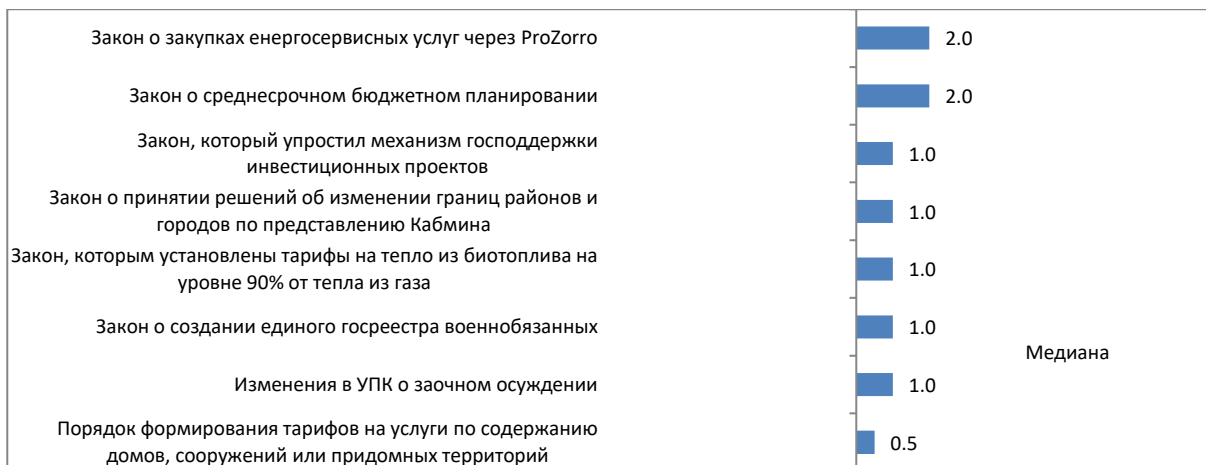 Закон о закупках енергосервисных услуг через ProZorro
2.0
Закон о среднесрочном бюджетном планировании
2.0
Закон, который упростил механизм господдержки
инвестиционных проектов
1.0
Закон о принятии решений об изменении границ районов и
городов по представлению Кабмина
1.0
Закон, которым установлены тарифы на тепло из биотоплива на
уровне 90% от тепла из газа
1.0
Закон о создании единого госреестра военнобязанных
1.0
Медиана
Изменения в УПК о заочном осуждении
1.0
Порядок формирования тарифов на услуги по содержанию
домов, сооружений или придомных территорий
0.5